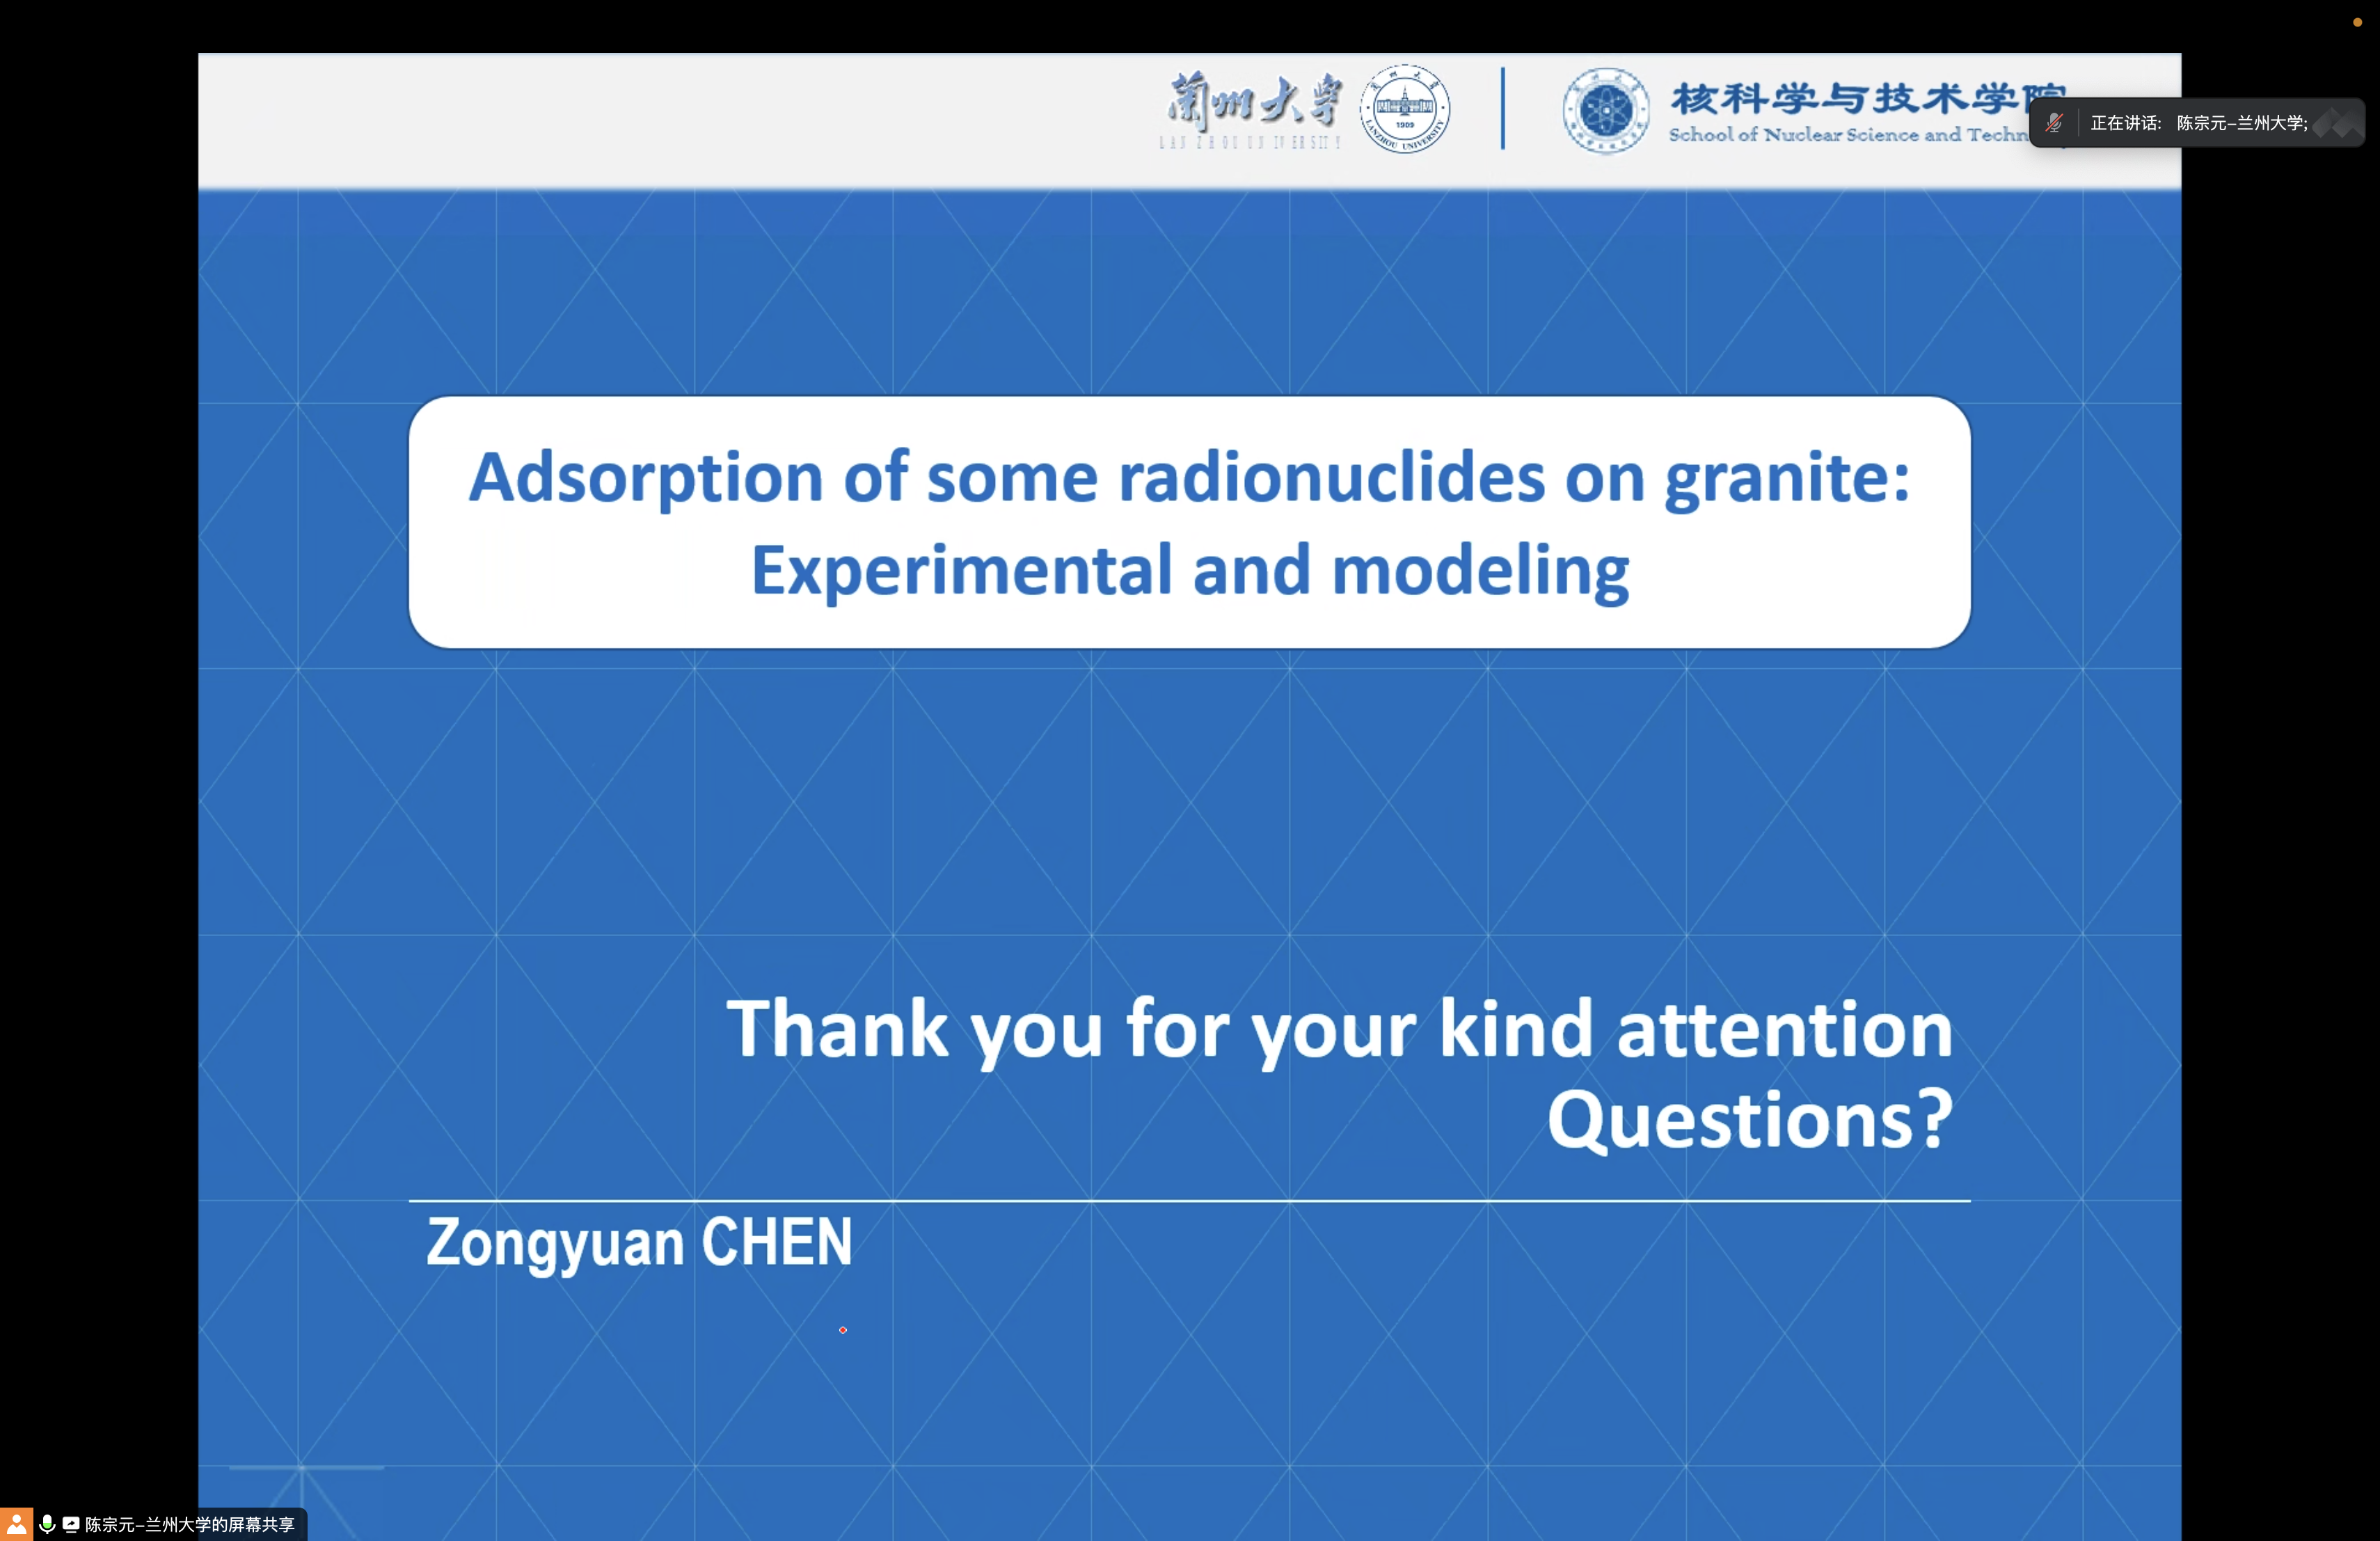 蘭州大学
LANZHOU UNIVERSITY
1909
LANZHOU UNIVERSITY
核科学与技术学院
School of Nuclear Science and Techn
正在讲话: 陈宗元-兰州大学;
Adsorption of some radionuclides on granite:
Experimental and modeling
Thank you for your kind attention
Questions?
Zongyuan CHEN
陈宗元-兰州大学的屏幕共享